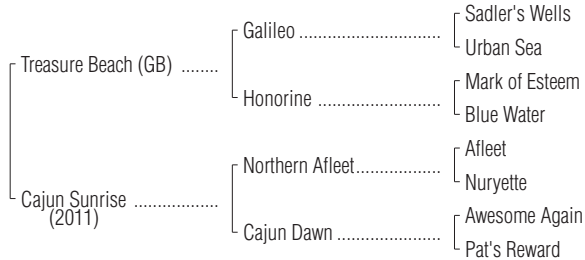 Sadler's Wells
Galileo ........................
Urban Sea
Treasure Beach (GB) ........
Mark of Esteem
Honorine ....................
Blue Water
Afleet
Northern Afleet................
Nuryette
Cajun Sunrise ..................
(2011)
Awesome Again
Cajun Dawn ...................
Pat's Reward